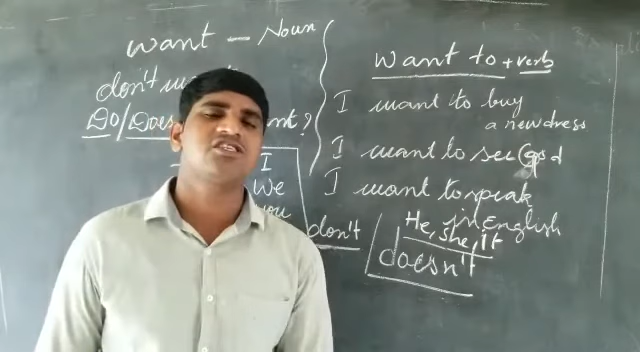 want — Noun
don't
Do/Does ?
I
We
you
don't
want to + verb
I want to buy
a new dress
I want to see God
I want to speak
in English
He, She, It
doesn't